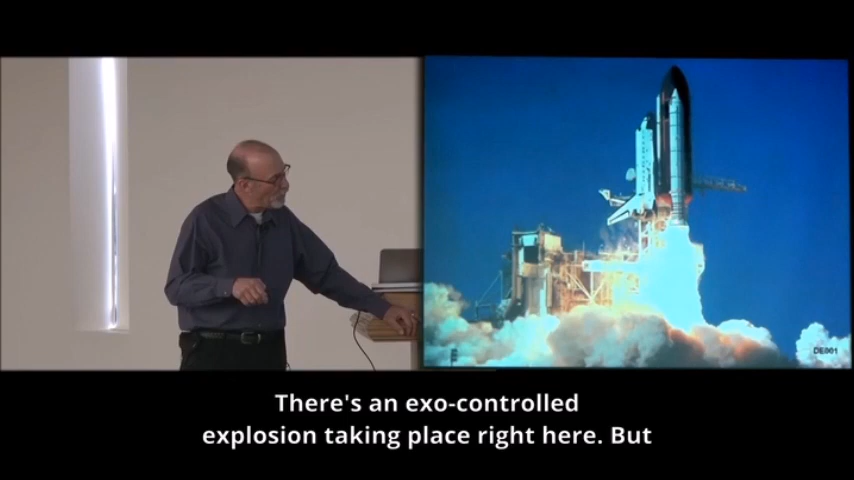 DE001
There's an exo-controlled
explosion taking place right here. But